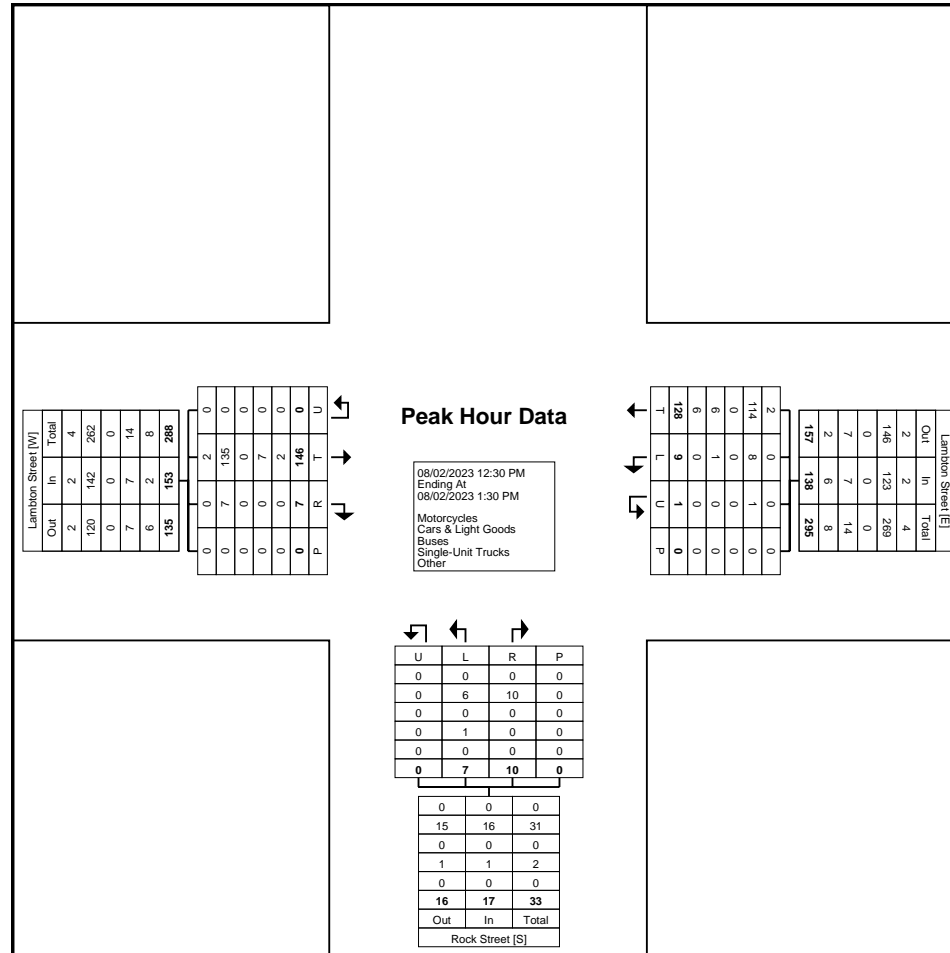 Peak Hour Data
08/02/2023 12:30 PM
Ending At
08/02/2023 1:30 PM
Motorcycles
Cars & Light Goods
Buses
Single-Unit Trucks
Other
Lambton Street [W]
Out In Total
2 2 4
120 142 262
0 0 0
7 7 14
6 2 8
135 153 288
0 2 0 0
0 135 7 0
0 0 0 0
0 7 0 0
0 2 0 0
0 146 7 0
U T R P
Lambton Street [E]
Out In Total
2 2 4
146 123 269
0 0 0
7 7 14
2 6 8
157 138 295
2 0 0 0
114 8 1 0
0 0 0 0
6 1 0 0
6 0 0 0
128 9 1 0
T L U P
U L R P
0 0 0 0
0 6 10 0
0 0 0 0
0 1 0 0
0 0 0 0
0 7 10 0
0 0 0
15 16 31
0 0 0
1 1 2
0 0 0
16 17 33
Out In Total
Rock Street [S]